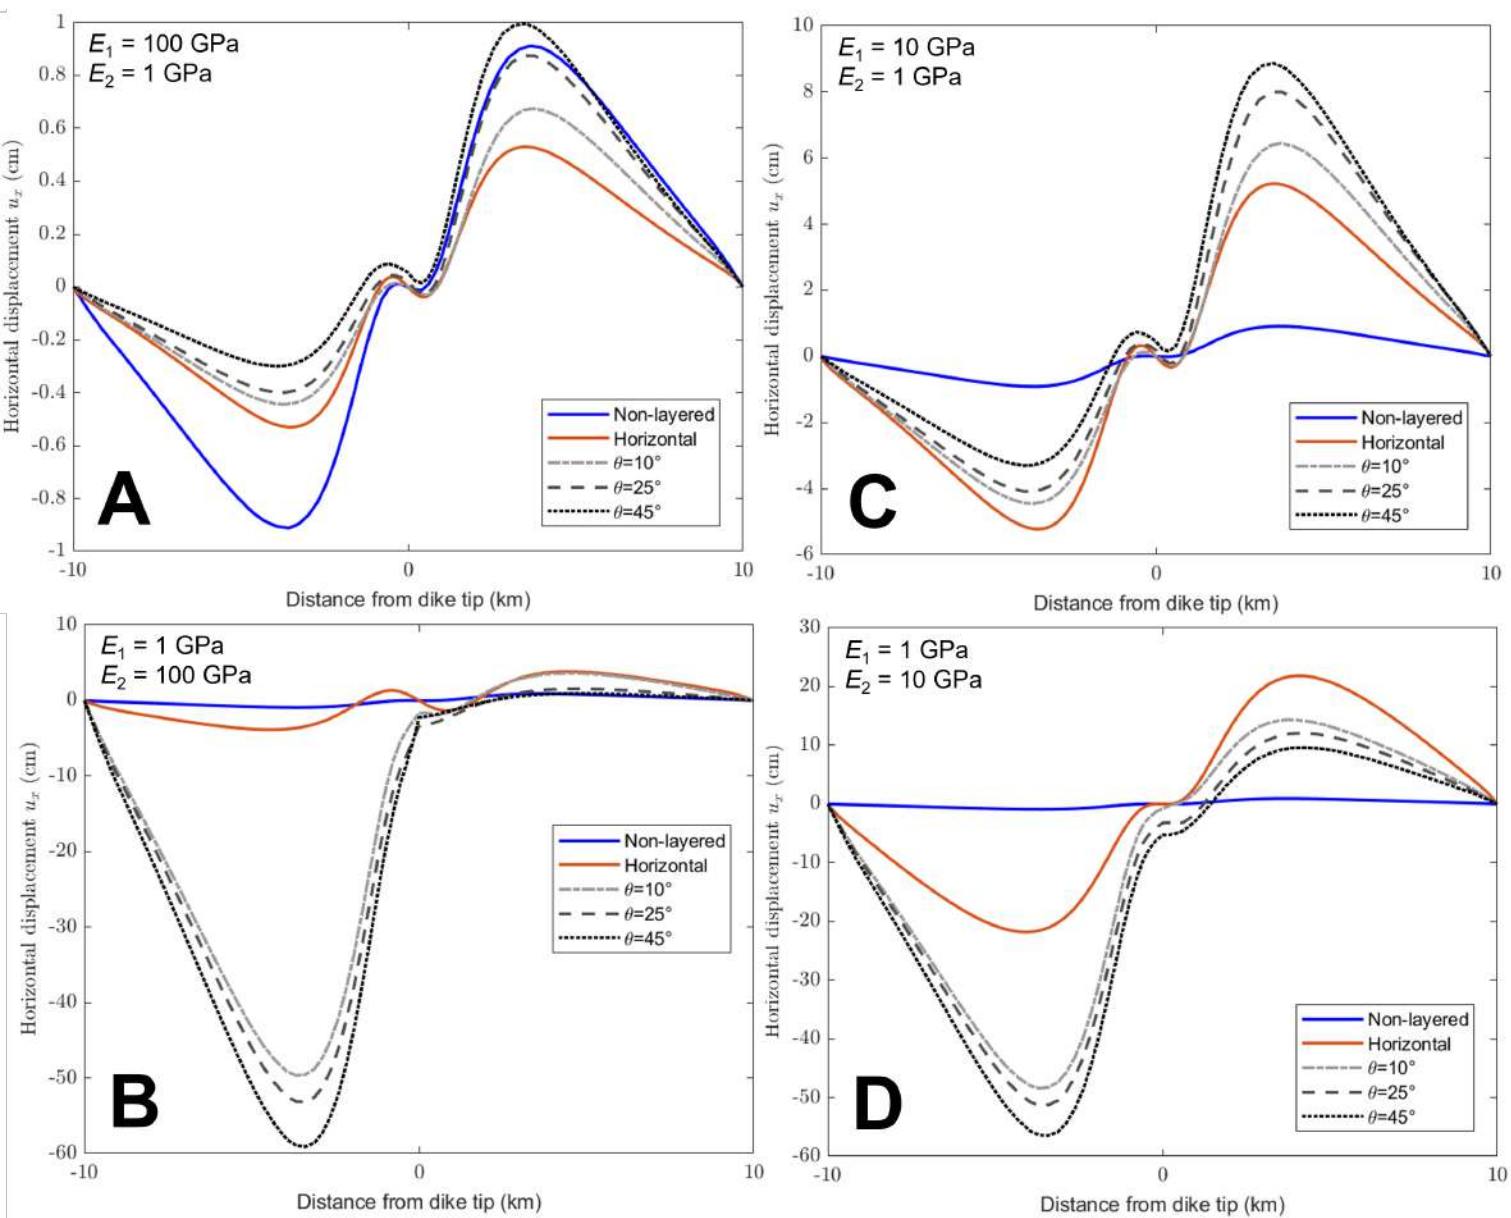 E₁ = 100 GPa
E₂ = 1 GPa
1
0.8
0.6
0.4
0.2
0
-0.2
-0.4
-0.6
-0.8
-1
Horizontal displacement uₓ (cm)
Non-layered
Horizontal
θ=10°
θ=25°
θ=45°
A
-10
0
10
Distance from dike tip (km)
E₁ = 10 GPa
E₂ = 1 GPa
10
8
6
4
2
0
-2
-4
-6
Horizontal displacement uₓ (cm)
Non-layered
Horizontal
θ=10°
θ=25°
θ=45°
C
-10
0
10
Distance from dike tip (km)
E₁ = 1 GPa
E₂ = 100 GPa
10
0
-10
-20
-30
-40
-50
-60
Horizontal displacement uₓ (cm)
Non-layered
Horizontal
θ=10°
θ=25°
θ=45°
B
-10
0
10
Distance from dike tip (km)
E₁ = 1 GPa
E₂ = 10 GPa
30
20
10
0
-10
-20
-30
-40
-50
-60
Horizontal displacement uₓ (cm)
Non-layered
Horizontal
θ=10°
θ=25°
θ=45°
D
-10
0
10
Distance from dike tip (km)